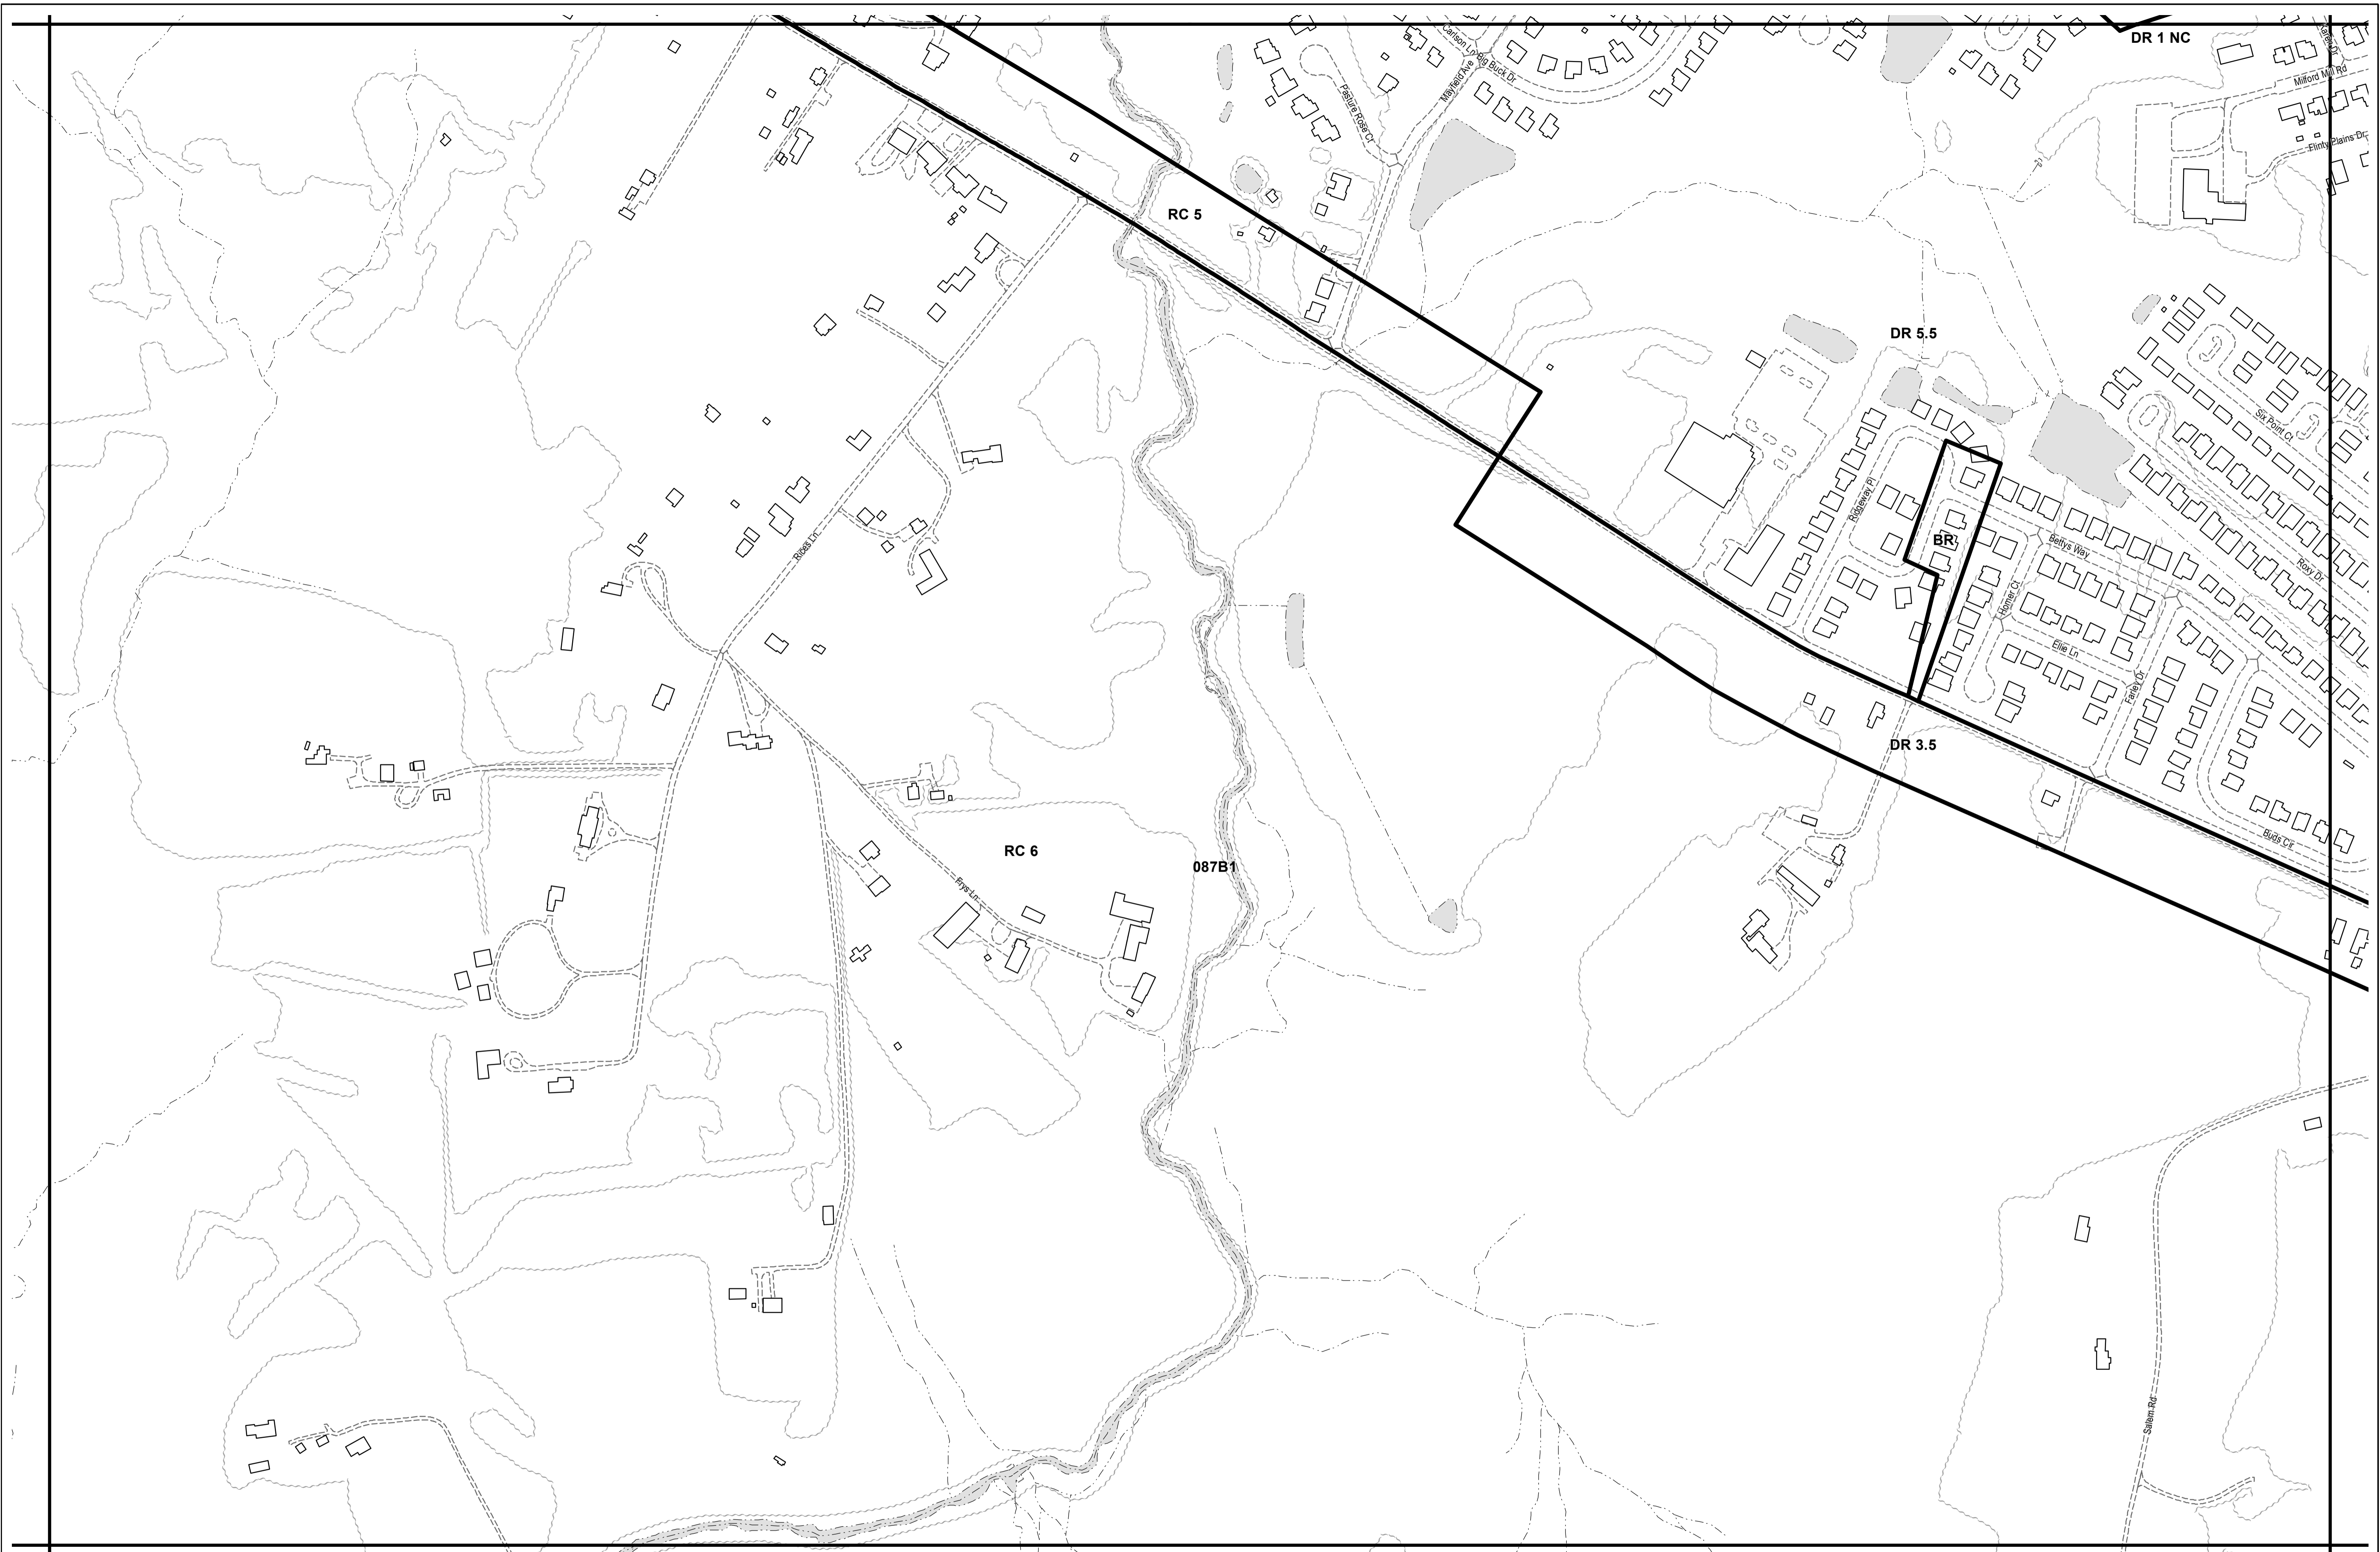 DR 1 NC
Carlson Ln
Big Buck Dr
Mayfield Ave
Milford Mill Rd
Pasture Rose Ct
Flinty Plains Dr
RC 5
DR 5.5
Six Point Ct
Ridgeway Pl
BR
Bettys Way
Roxy Dr
Rices Ln
Homer Ct
Ellie Ln
Farley Dr
DR 3.5
Buds Cir
RC 6
087B1
Frys Ln
Salem Rd